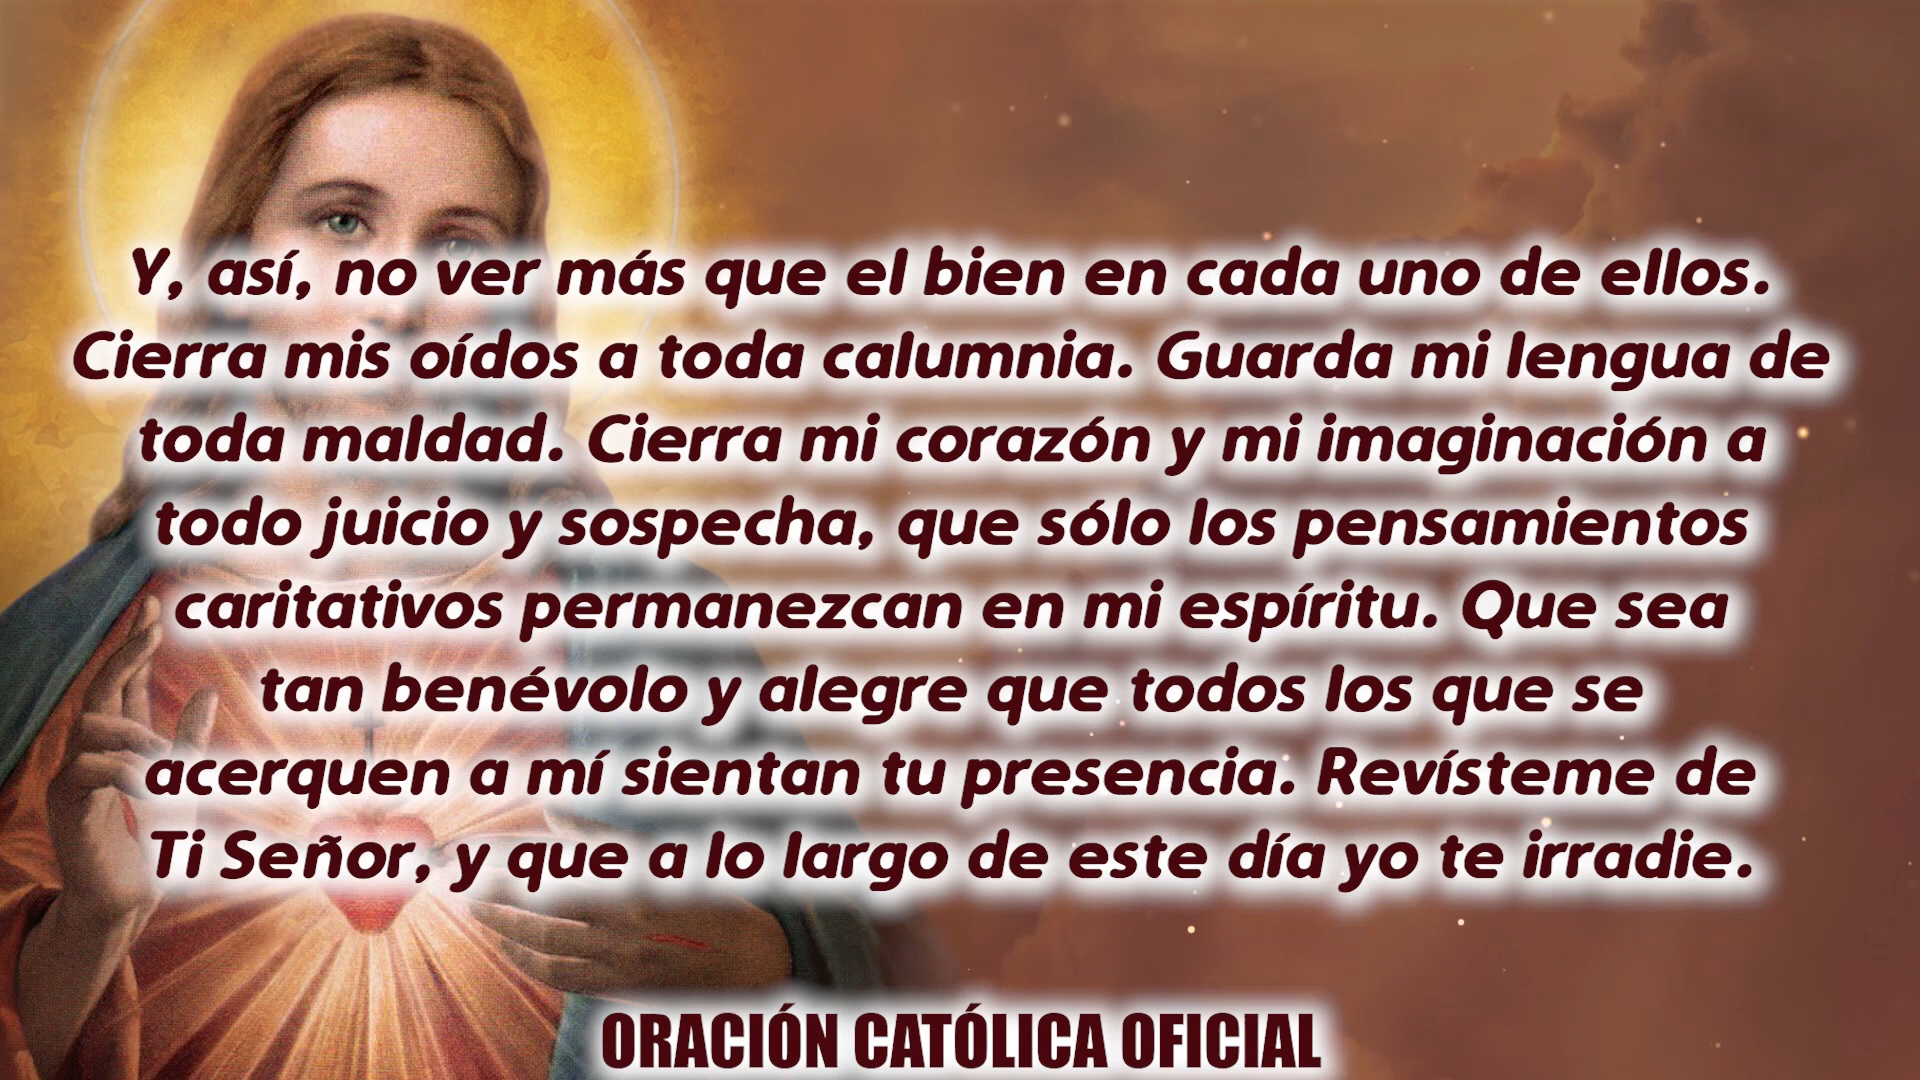 Y, así, no ver más que el bien en cada uno de ellos.
Cierra mis oídos a toda calumnia. Guarda mi lengua de
toda maldad. Cierra mi corazón y mi imaginación a
todo juicio y sospecha, que sólo los pensamientos
caritativos permanezcan en mi espíritu. Que sea
tan benévolo y alegre que todos los que se
acerquen a mí sientan tu presencia. Revísteme de
Ti Señor, y que a lo largo de este día yo te irradie.
ORACIÓN CATÓLICA OFICIAL